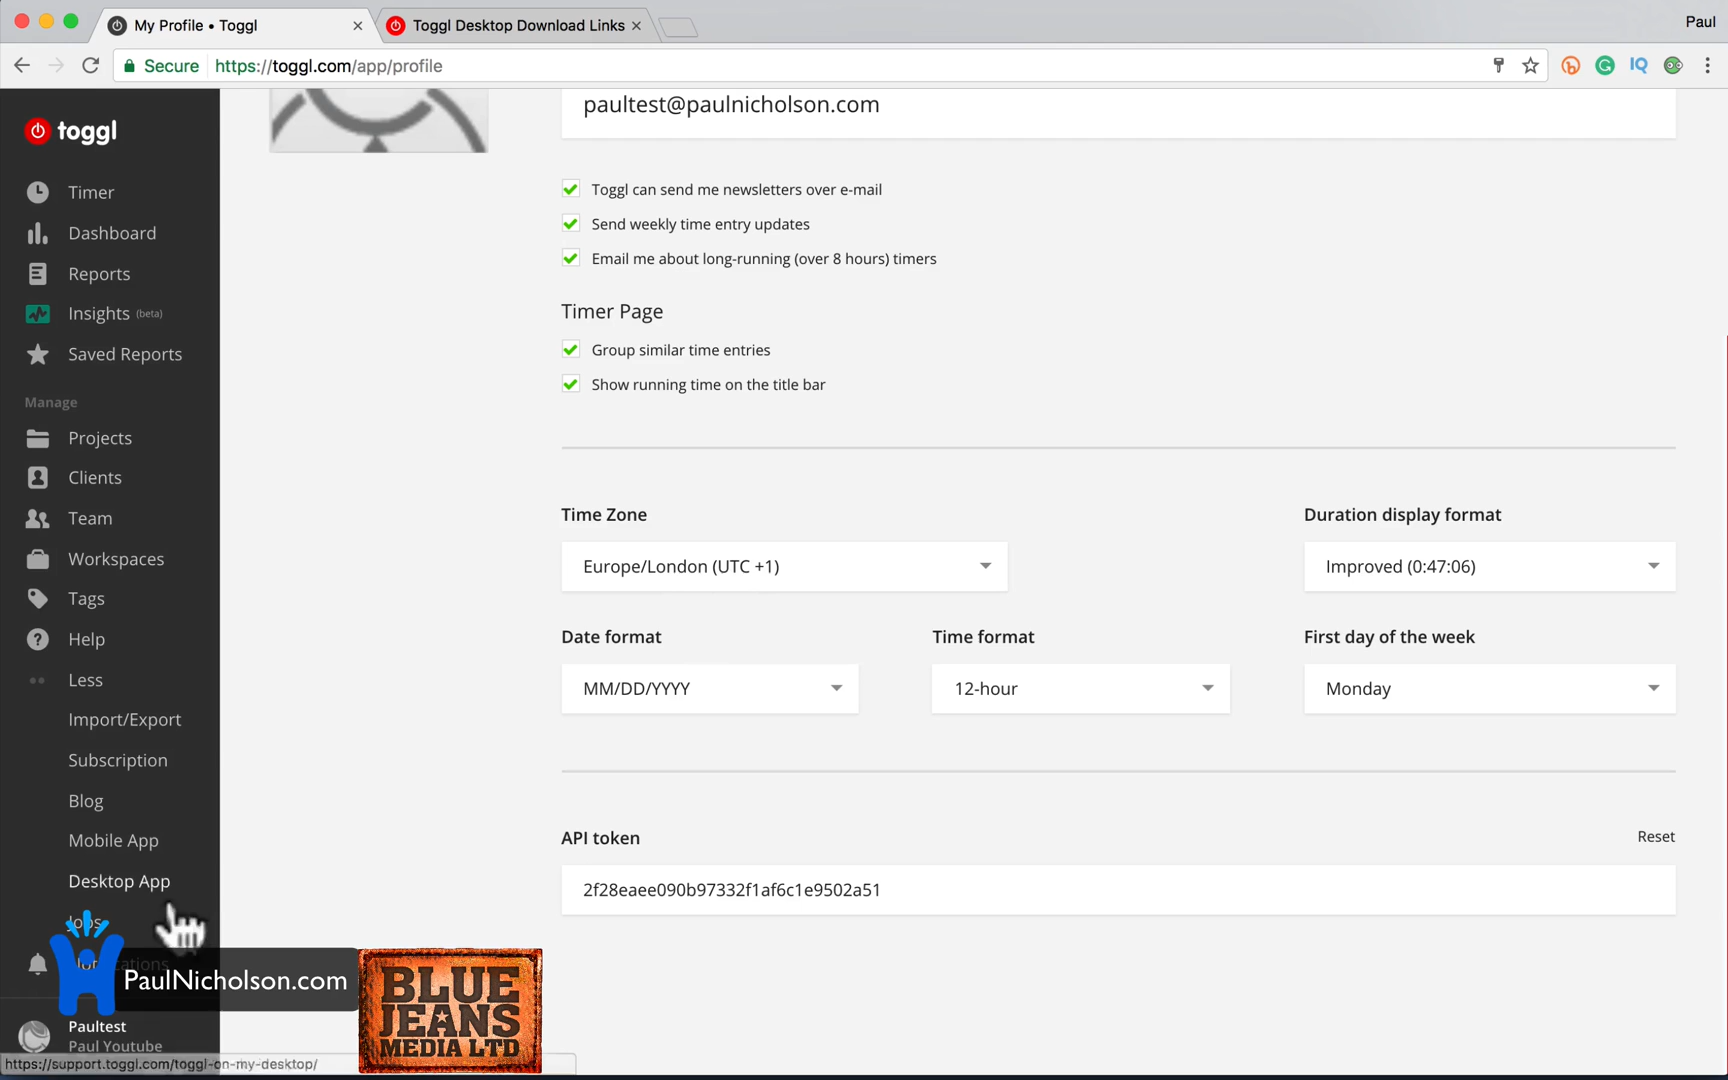 My Profile • Toggl
Toggl Desktop Download Links
Paul
Secure
https://toggl.com/app/profile
toggl
Timer
Dashboard
Reports
Insights (beta)
Saved Reports
Manage
Projects
Clients
Team
Workspaces
Tags
Help
Less
Import/Export
Subscription
Blog
Mobile App
Desktop App
Jobs
PaulNicholson.com
BLUE
JEANS
MEDIA LTD
Paultest
Paul Youtube
https://support.toggl.com/toggl-on-my-desktop/
paultest@paulnicholson.com
Toggl can send me newsletters over e-mail
Send weekly time entry updates
Email me about long-running (over 8 hours) timers
Timer Page
Group similar time entries
Show running time on the title bar
Time Zone
Duration display format
Europe/London (UTC +1)
Improved (0:47:06)
Date format
Time format
First day of the week
MM/DD/YYYY
12-hour
Monday
API token
Reset
2f28eaee090b97332f1af6c1e9502a51